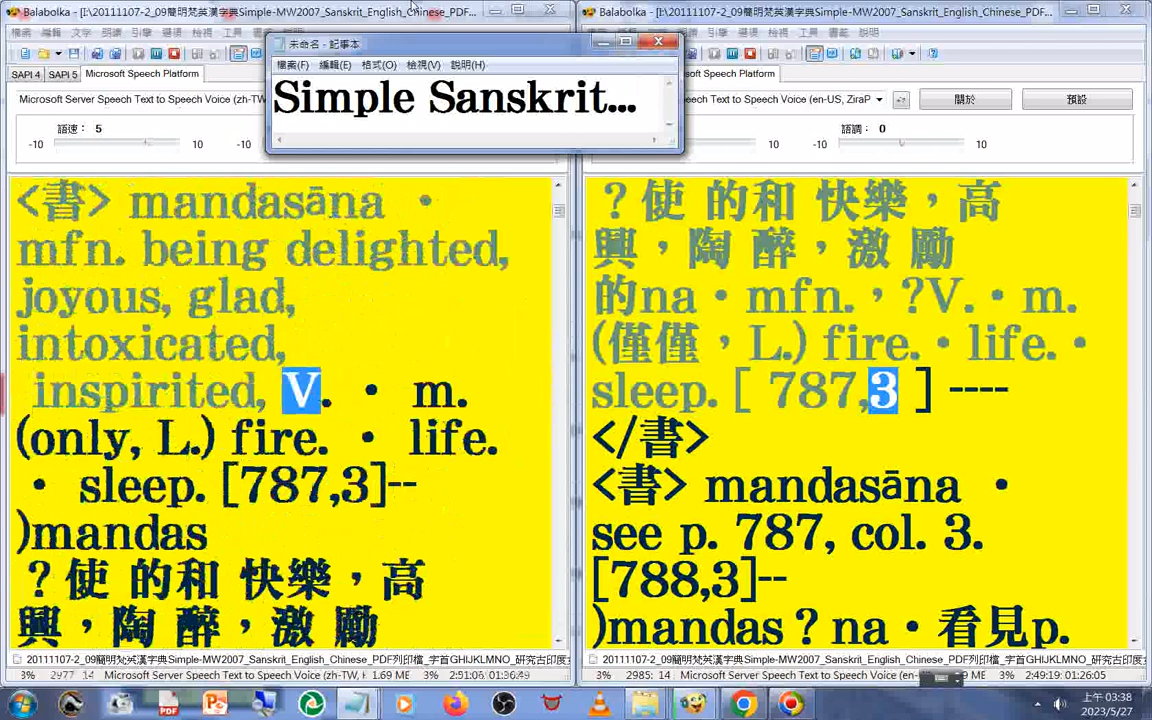 Balabolka - [I:\20111107-2_09簡明梵英漢字典Simple-MW2007_Sanskrit_English_Chinese_PDF...
SAPI 4 SAPI 5 Microsoft Speech Platform
Microsoft Server Speech Text to Speech Voice (zh-TW,
語速： 5
-10 10 -10
<書> mandasāna •
mfn. being delighted,
joyous, glad,
intoxicated,
inspirited, V. • m.
(only, L.) fire. • life.
• sleep. [787,3]--
)mandas
？使 的和 快樂，高
興，陶 醉，激 勵
20111107-2_09簡明梵英漢字典Simple-MW2007_Sanskrit_English_Chinese_PDF列印檔_字首GHIJKLMNO_研究古印度
3% 2977 14 Microsoft Server Speech Text to Speech Voice (zh-TW, 1.69 ME 3% 2:51:06/01:36:49
未命名 - 記事本
檔案(F) 編輯(E) 格式(O) 檢視(V) 說明(H)
Simple Sanskrit...
Balabolka - [I:\20111107-2_09簡明梵英漢字典Simple-MW2007_Sanskrit_English_Chinese_PDF...
Speech Platform
eech Text to Speech Voice (en-US, ZiraP
關於 預設
語調： 0
10 -10 10
？使 的和 快樂，高
興，陶 醉，激 勵
的na • mfn.，?V. • m.
(僅僅，L.) fire. • life. •
sleep. [ 787,3 ] ----
</書>
<書> mandasāna •
see p. 787, col. 3.
[788,3]--
)mandas？na • 看見p.
20111107-2_09簡明梵英漢字典Simple-MW2007_Sanskrit_English_Chinese_PDF列印檔_字首GHIJKLMNO_研究古印度
3% 2985: 14 Microsoft Server Speech Text to Speech Voice 3% 2:49:19/01:26:05
上午 03:38
2023/5/27